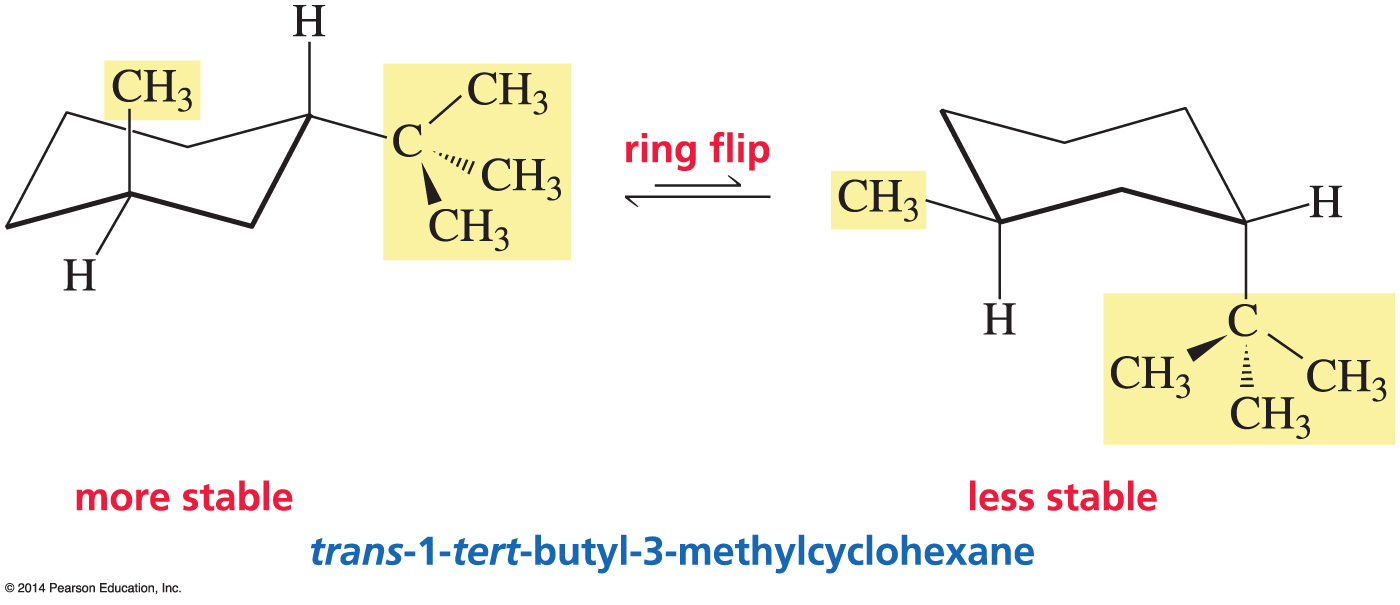 H
CH₃
CH₃
C
CH₃
CH₃
H
ring flip
CH₃
H
H
C
CH₃
CH₃
CH₃
more stable
less stable
trans-1-tert-butyl-3-methylcyclohexane
© 2014 Pearson Education, Inc.